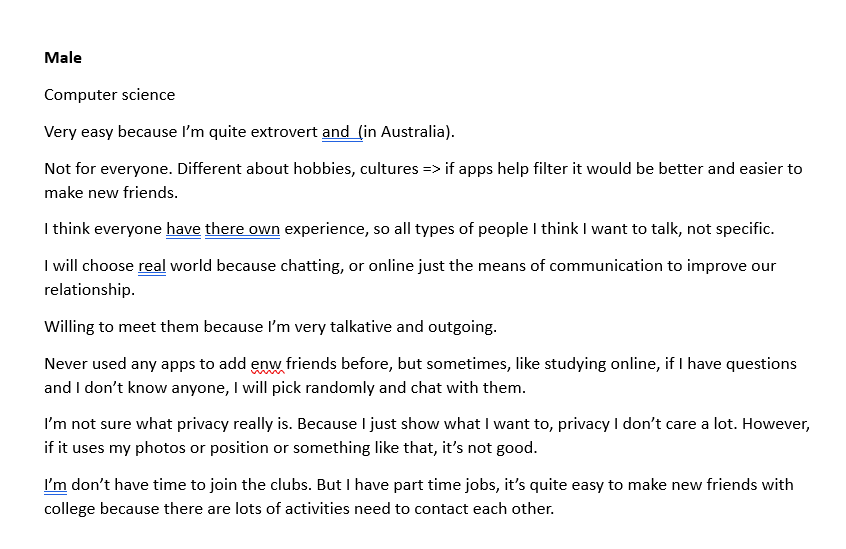 Male
Computer science
Very easy because I’m quite extrovert and  (in Australia).
Not for everyone. Different about hobbies, cultures => if apps help filter it would be better and easier to
make new friends.
I think everyone have there own experience, so all types of people I think I want to talk, not specific.
I will choose real world because chatting, or online just the means of communication to improve our
relationship.
Willing to meet them because I’m very talkative and outgoing.
Never used any apps to add enw friends before, but sometimes, like studying online, if I have questions
and I don’t know anyone, I will pick randomly and chat with them.
I’m not sure what privacy really is. Because I just show what I want to, privacy I don’t care a lot. However,
if it uses my photos or position or something like that, it’s not good.
I’m don’t have time to join the clubs. But I have part time jobs, it’s quite easy to make new friends with
college because there are lots of activities need to contact each other.